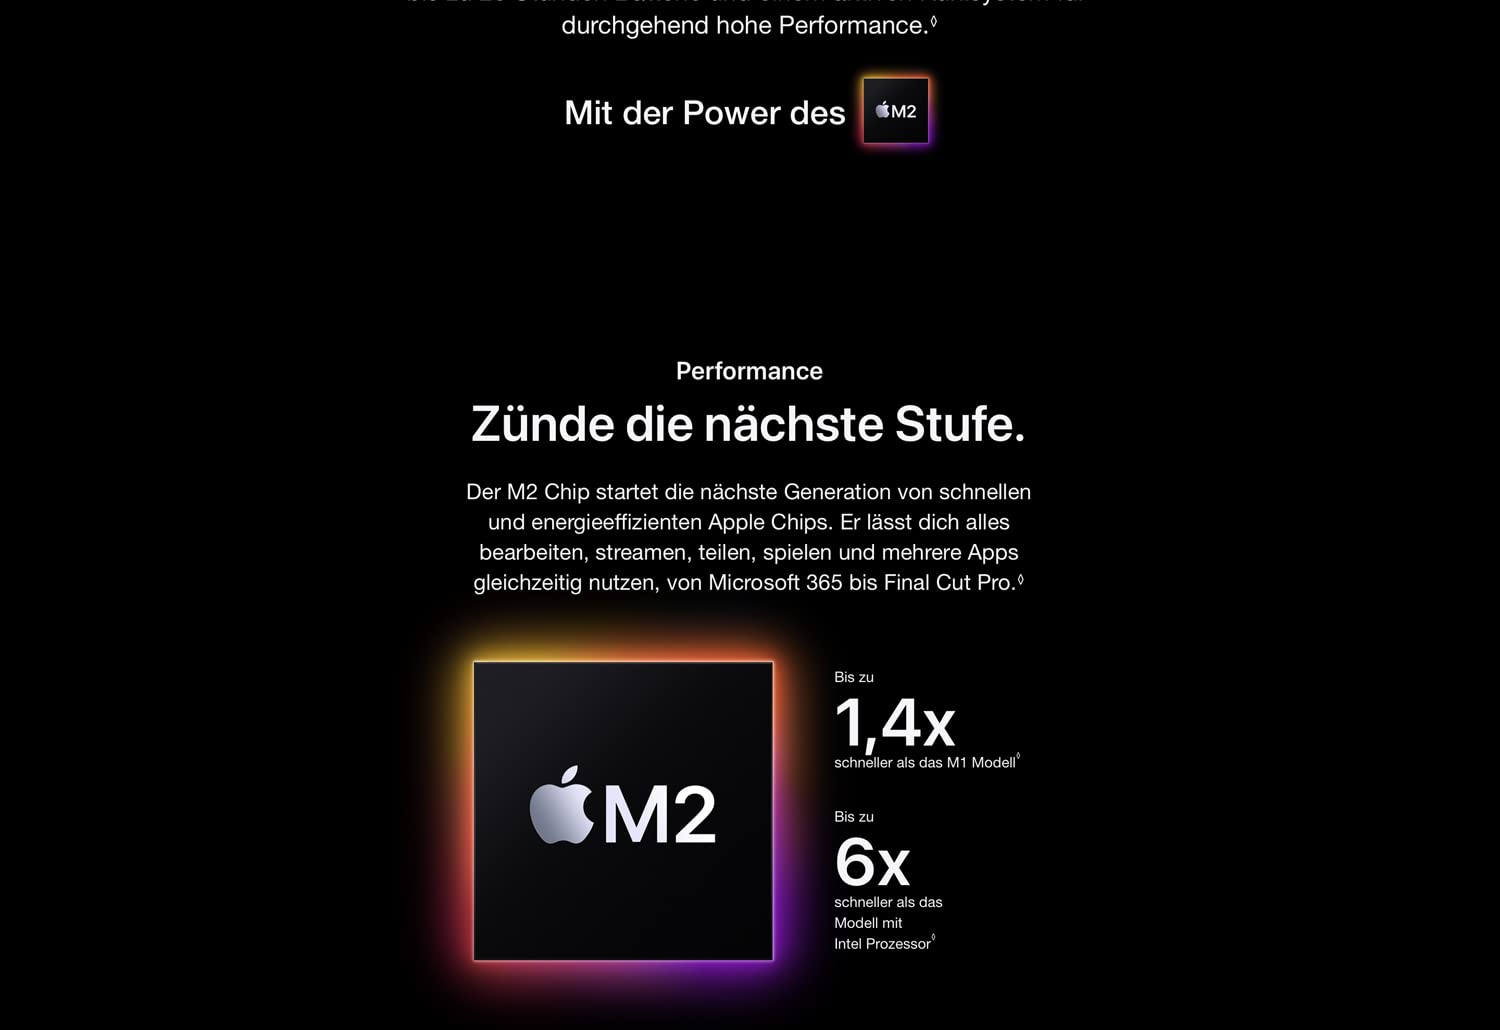 durchgehend hohe Performance.◊
Mit der Power des M2
Performance
Zünde die nächste Stufe.
Der M2 Chip startet die nächste Generation von schnellen
und energieeffizienten Apple Chips. Er lässt dich alles
bearbeiten, streamen, teilen, spielen und mehrere Apps
gleichzeitig nutzen, von Microsoft 365 bis Final Cut Pro.◊
M2
Bis zu
1,4x
schneller als das M1 Modell◊
Bis zu
6x
schneller als das
Modell mit
Intel Prozessor◊